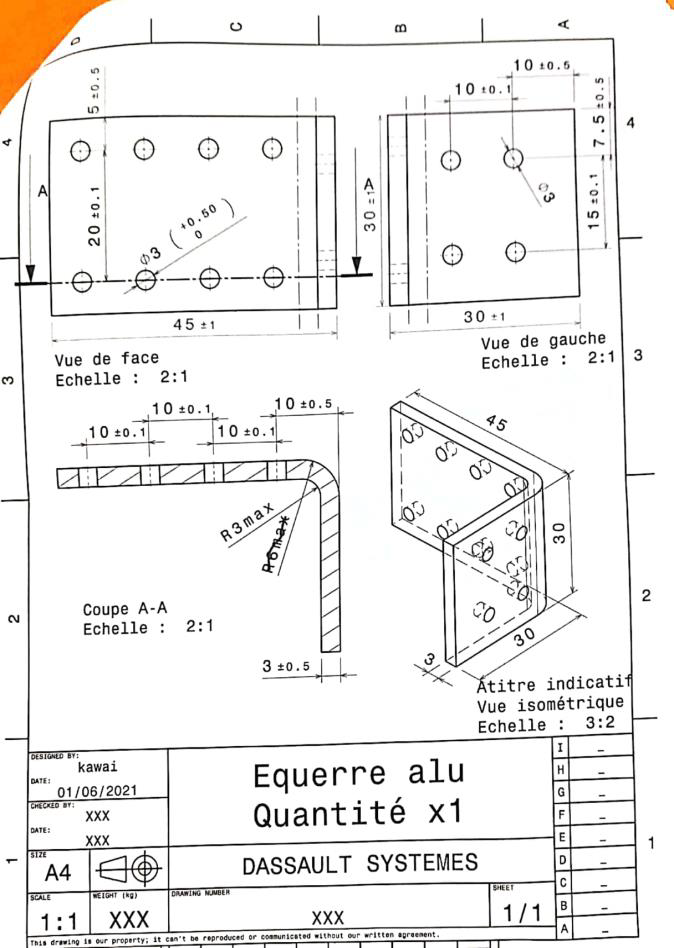 D
C
B
A
4
4
5 ±0.5
20 ±0.1
A
Ø3 ( +0.50
0 )
45 ±1
Vue de face
Echelle : 2:1
10 ±0.5
10 ±0.1
7.5 ±0.5
A
30 ±1
Ø3
15 ±0.1
30 ±1
Vue de gauche
Echelle : 2:1
3
3
10 ±0.5
10 ±0.1
10 ±0.1
10 ±0.1
R3max
R6max
Coupe A-A
Echelle : 2:1
3 ±0.5
45
30
30
3
2
2
Atitre indicatif
Vue isométrique
Echelle : 3:2
DESIGNED BY:
kawai
DATE:
01/06/2021
CHECKED BY:
XXX
DATE:
XXX
Equerre alu
Quantité x1
I _
H _
G _
F _
E _
D _
C _
B _
A _
1
1
SIZE
A4
DASSAULT SYSTEMES
SCALE
1:1
WEIGHT (kg)
XXX
DRAWING NUMBER
XXX
SHEET
1/1
This drawing is our property; it can't be reproduced or communicated without our written agreement.